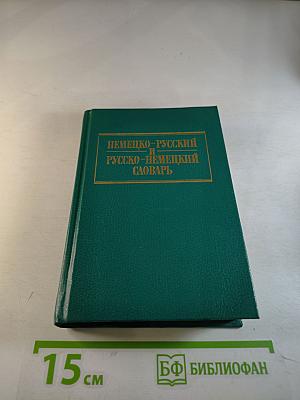 НЕМЕЦКО-РУССКИЙ
И
РУССКО-НЕМЕЦКИЙ
СЛОВАРЬ
15 см
БФ БИБЛИОФАН